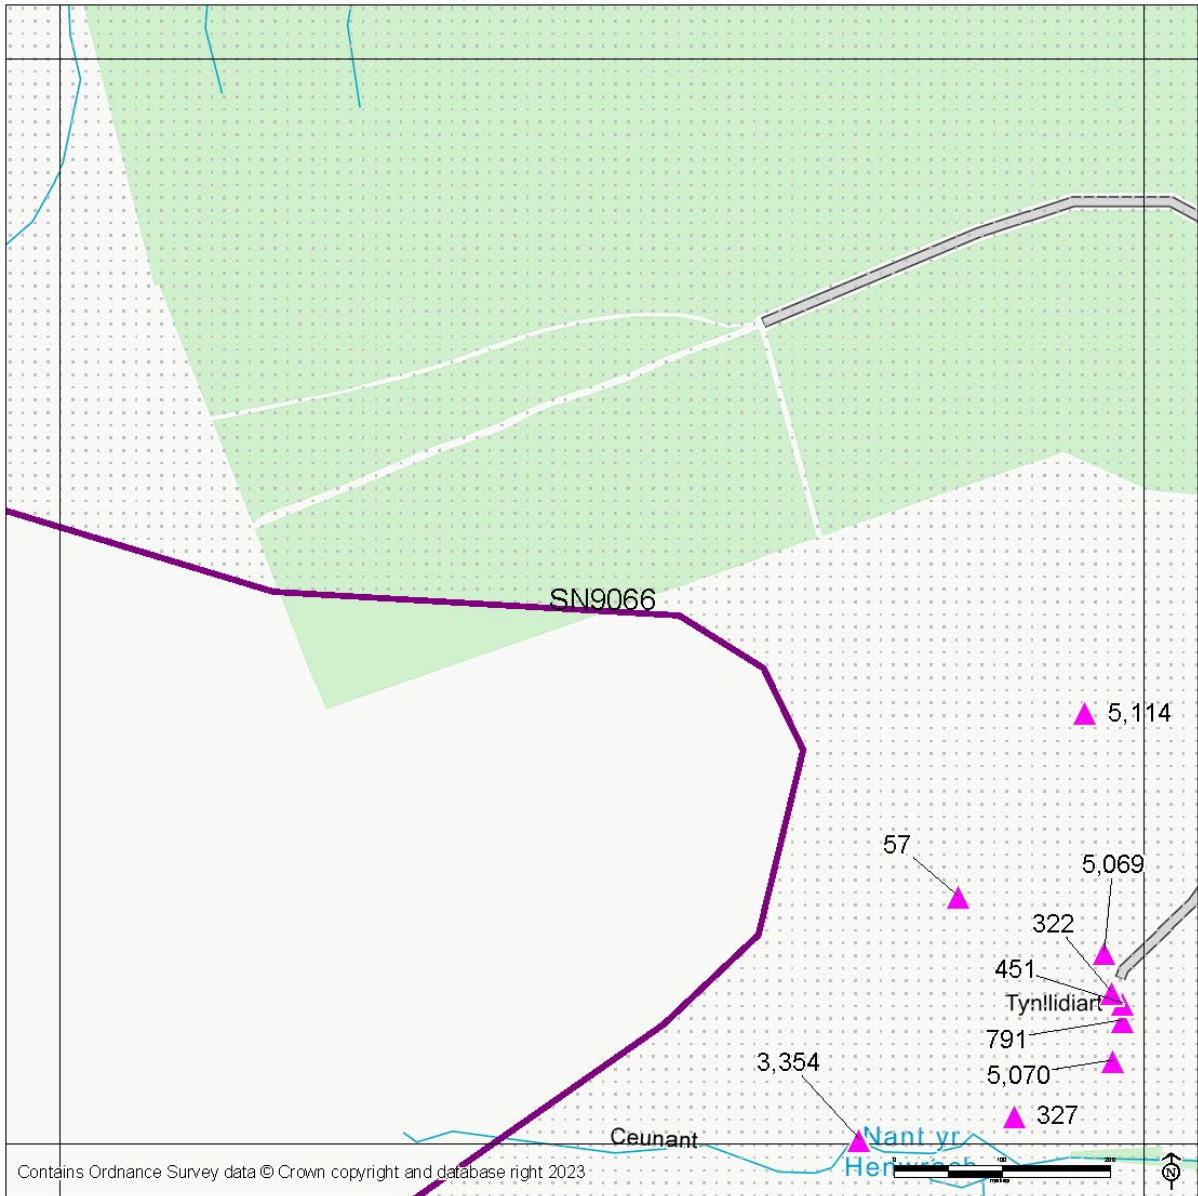 SN9066
5,114
57
5,069
322
451
Tynllidiart
791
3,354
5,070
327
Ceunant
Nant yr
Contains Ordnance Survey data © Crown copyright and database right 2023
N